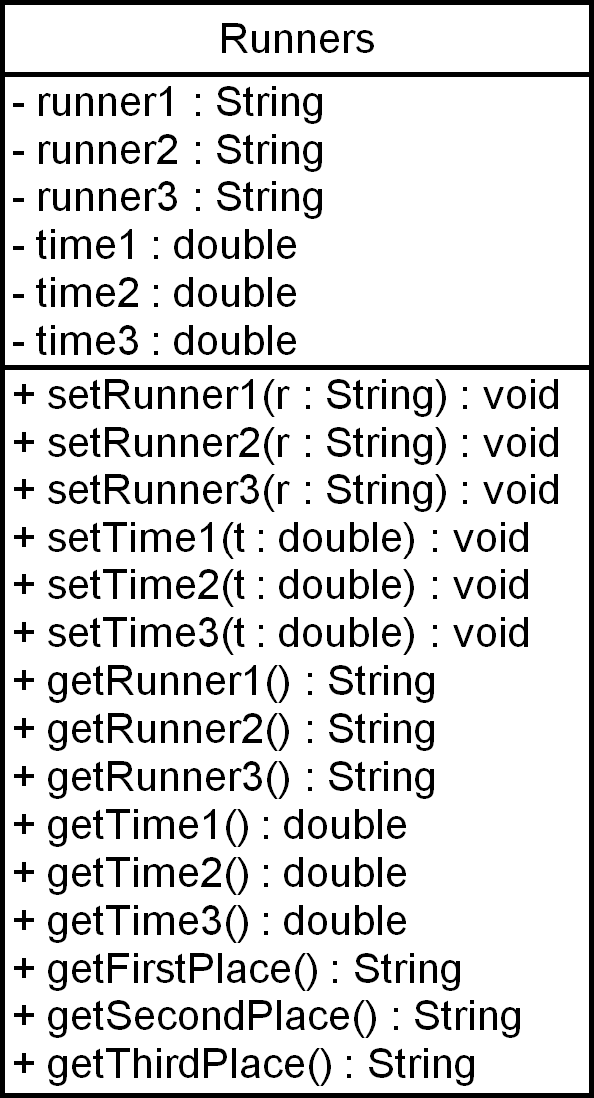 Runners
- runner1 : String
- runner2 : String
- runner3 : String
- time1 : double
- time2 : double
- time3 : double
+ setRunner1(r : String) : void
+ setRunner2(r : String) : void
+ setRunner3(r : String) : void
+ setTime1(t : double) : void
+ setTime2(t : double) : void
+ setTime3(t : double) : void
+ getRunner1() : String
+ getRunner2() : String
+ getRunner3() : String
+ getTime1() : double
+ getTime2() : double
+ getTime3() : double
+ getFirstPlace() : String
+ getSecondPlace() : String
+ getThirdPlace() : String